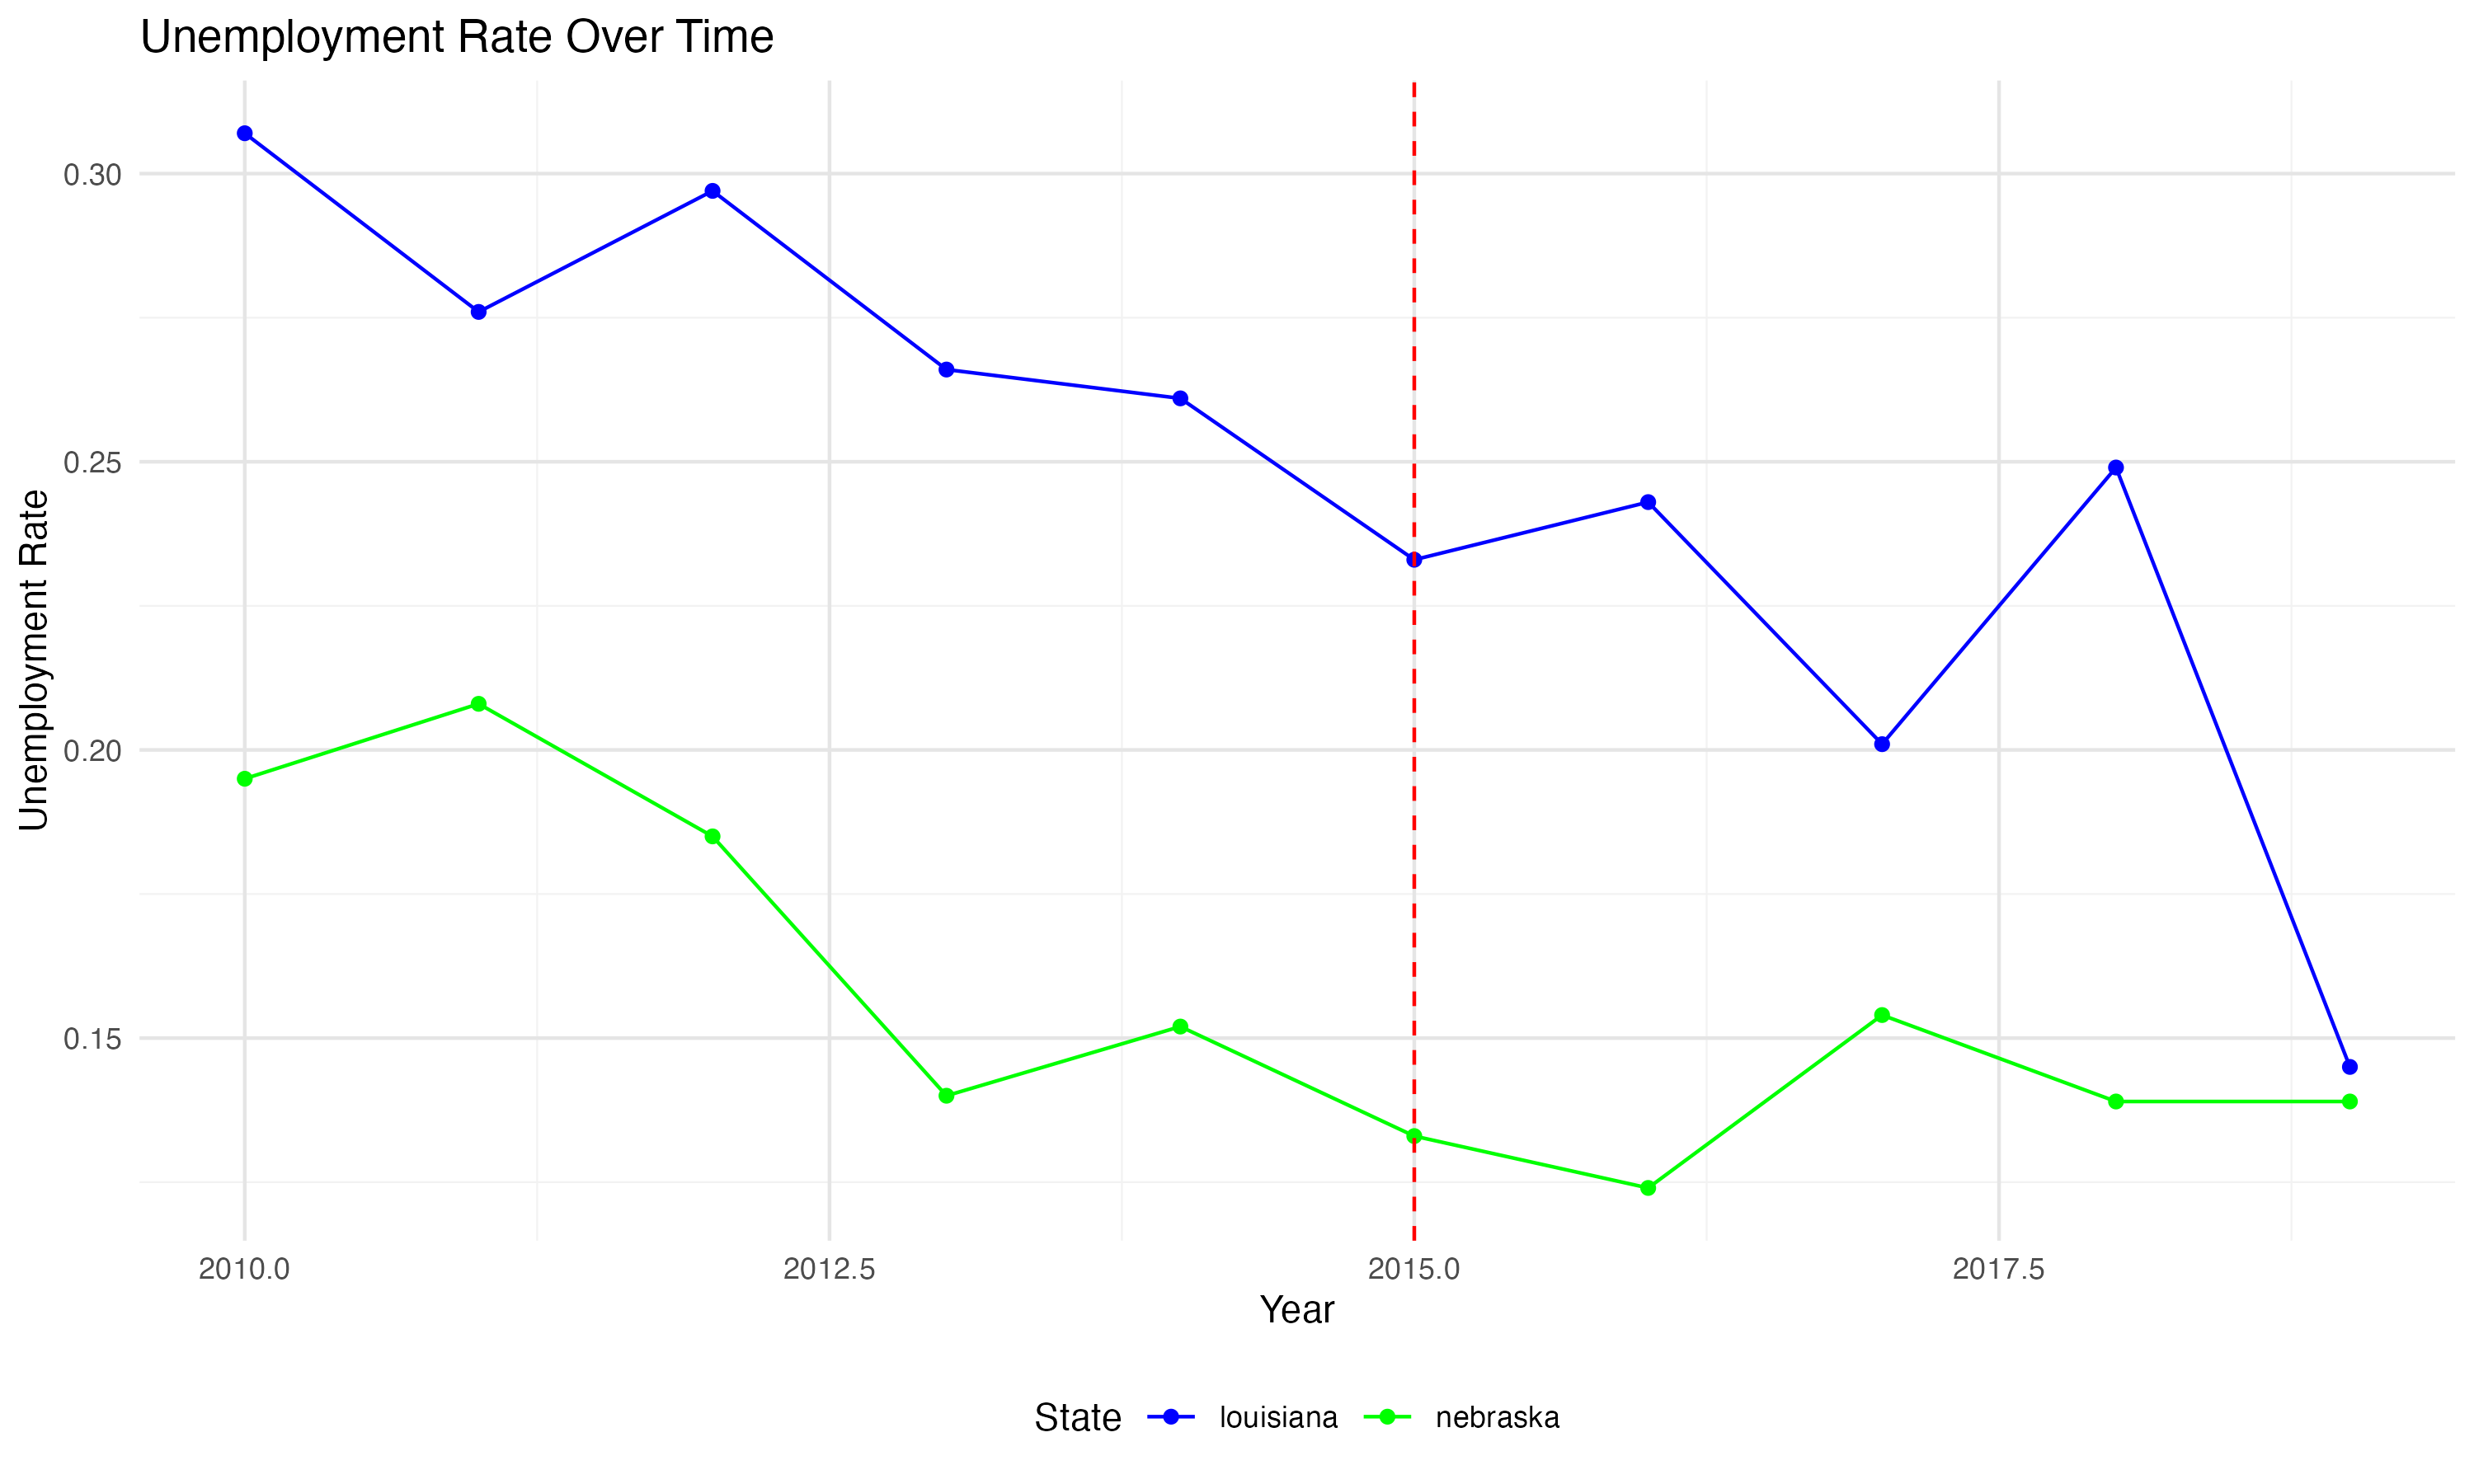 Unemployment Rate Over Time
Unemployment Rate
0.30
0.25
0.20
0.15
2010.0 2012.5 2015.0 2017.5
Year
State louisiana nebraska